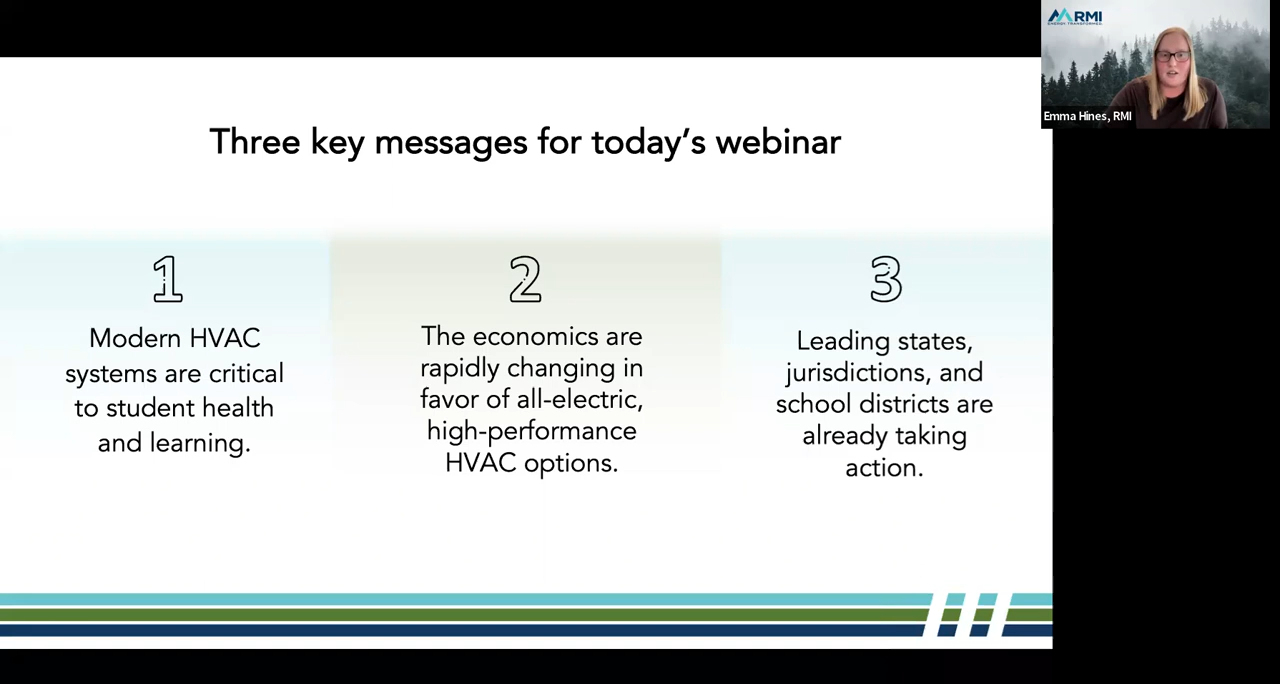 RMI
ENERGY. TRANSFORMED.
Emma Hines, RMI
Three key messages for today's webinar
1
Modern HVAC
systems are critical
to student health
and learning.
2
The economics are
rapidly changing in
favor of all-electric,
high-performance
HVAC options.
3
Leading states,
jurisdictions, and
school districts are
already taking
action.